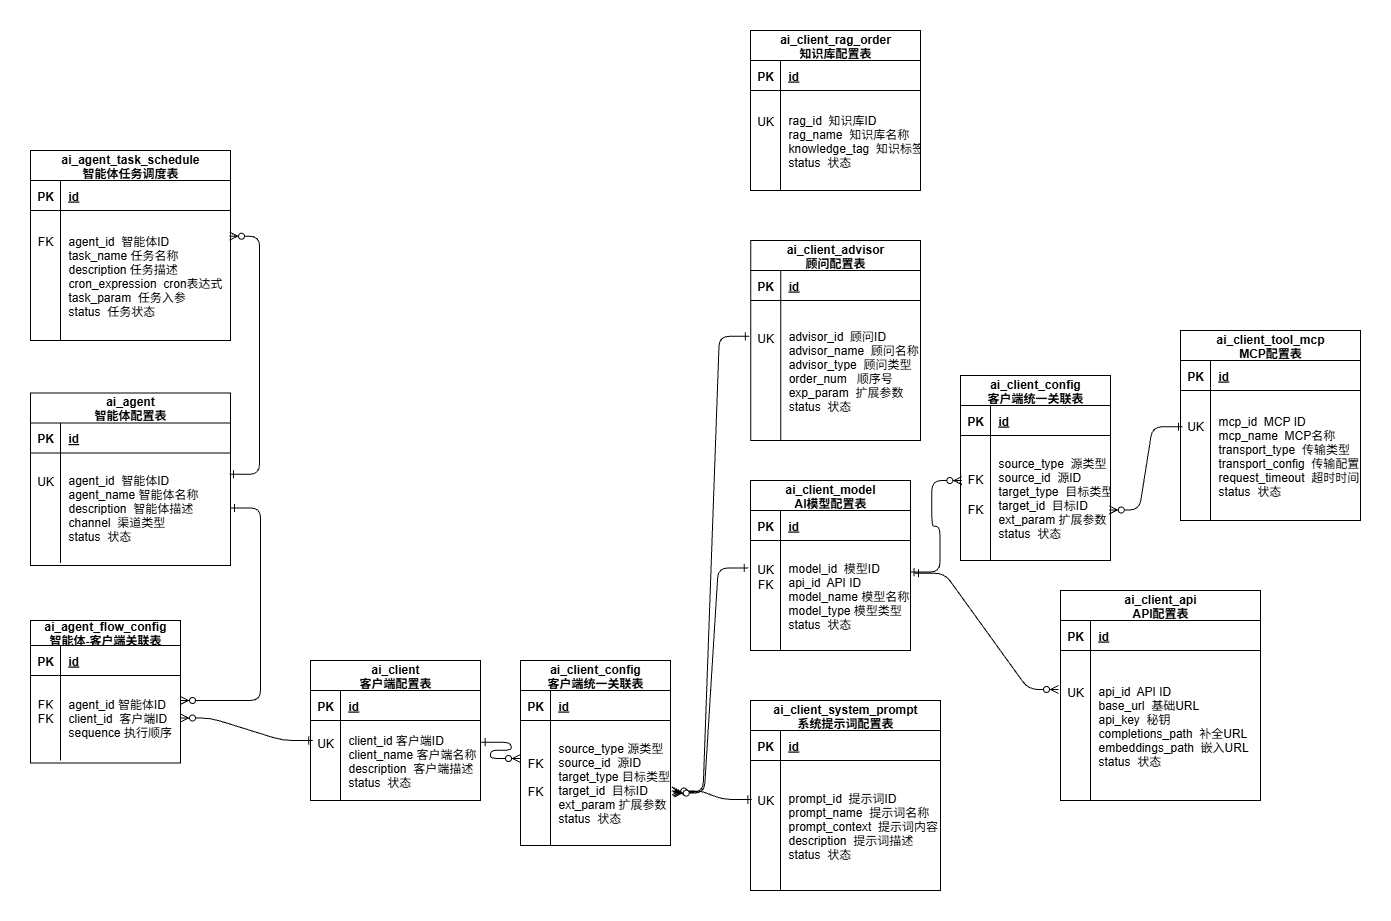 ai_client_rag_order
知识库配置表
PK id
UK rag_id 知识库ID
rag_name 知识库名称
knowledge_tag 知识标签
status 状态
ai_agent_task_schedule
智能体任务调度表
PK id
FK agent_id 智能体ID
task_name 任务名称
description 任务描述
cron_expression cron表达式
task_param 任务入参
status 任务状态
ai_client_advisor
顾问配置表
PK id
UK advisor_id 顾问ID
advisor_name 顾问名称
advisor_type 顾问类型
order_num 顺序号
exp_param 扩展参数
status 状态
ai_client_tool_mcp
MCP配置表
PK id
UK mcp_id MCP ID
mcp_name MCP名称
transport_type 传输类型
transport_config 传输配置
request_timeout 超时时间
status 状态
ai_client_config
客户端统一关联表
PK id
source_type 源类型
FK source_id 源ID
target_type 目标类型
FK target_id 目标ID
ext_param 扩展参数
status 状态
ai_agent
智能体配置表
PK id
UK agent_id 智能体ID
agent_name 智能体名称
description 智能体描述
channel 渠道类型
status 状态
ai_client_model
AI模型配置表
PK id
UK model_id 模型ID
FK api_id API ID
model_name 模型名称
model_type 模型类型
status 状态
ai_client_api
API配置表
PK id
UK api_id API ID
base_url 基础URL
api_key 秘钥
completions_path 补全URL
embeddings_path 嵌入URL
status 状态
ai_agent_flow_config
智能体-客户端关联表
PK id
FK agent_id 智能体ID
FK client_id 客户端ID
sequence 执行顺序
ai_client
客户端配置表
PK id
UK client_id 客户端ID
client_name 客户端名称
description 客户端描述
status 状态
ai_client_config
客户端统一关联表
PK id
source_type 源类型
FK source_id 源ID
target_type 目标类型
FK target_id 目标ID
ext_param 扩展参数
status 状态
ai_client_system_prompt
系统提示词配置表
PK id
UK prompt_id 提示词ID
prompt_name 提示词名称
prompt_context 提示词内容
description 提示词描述
status 状态